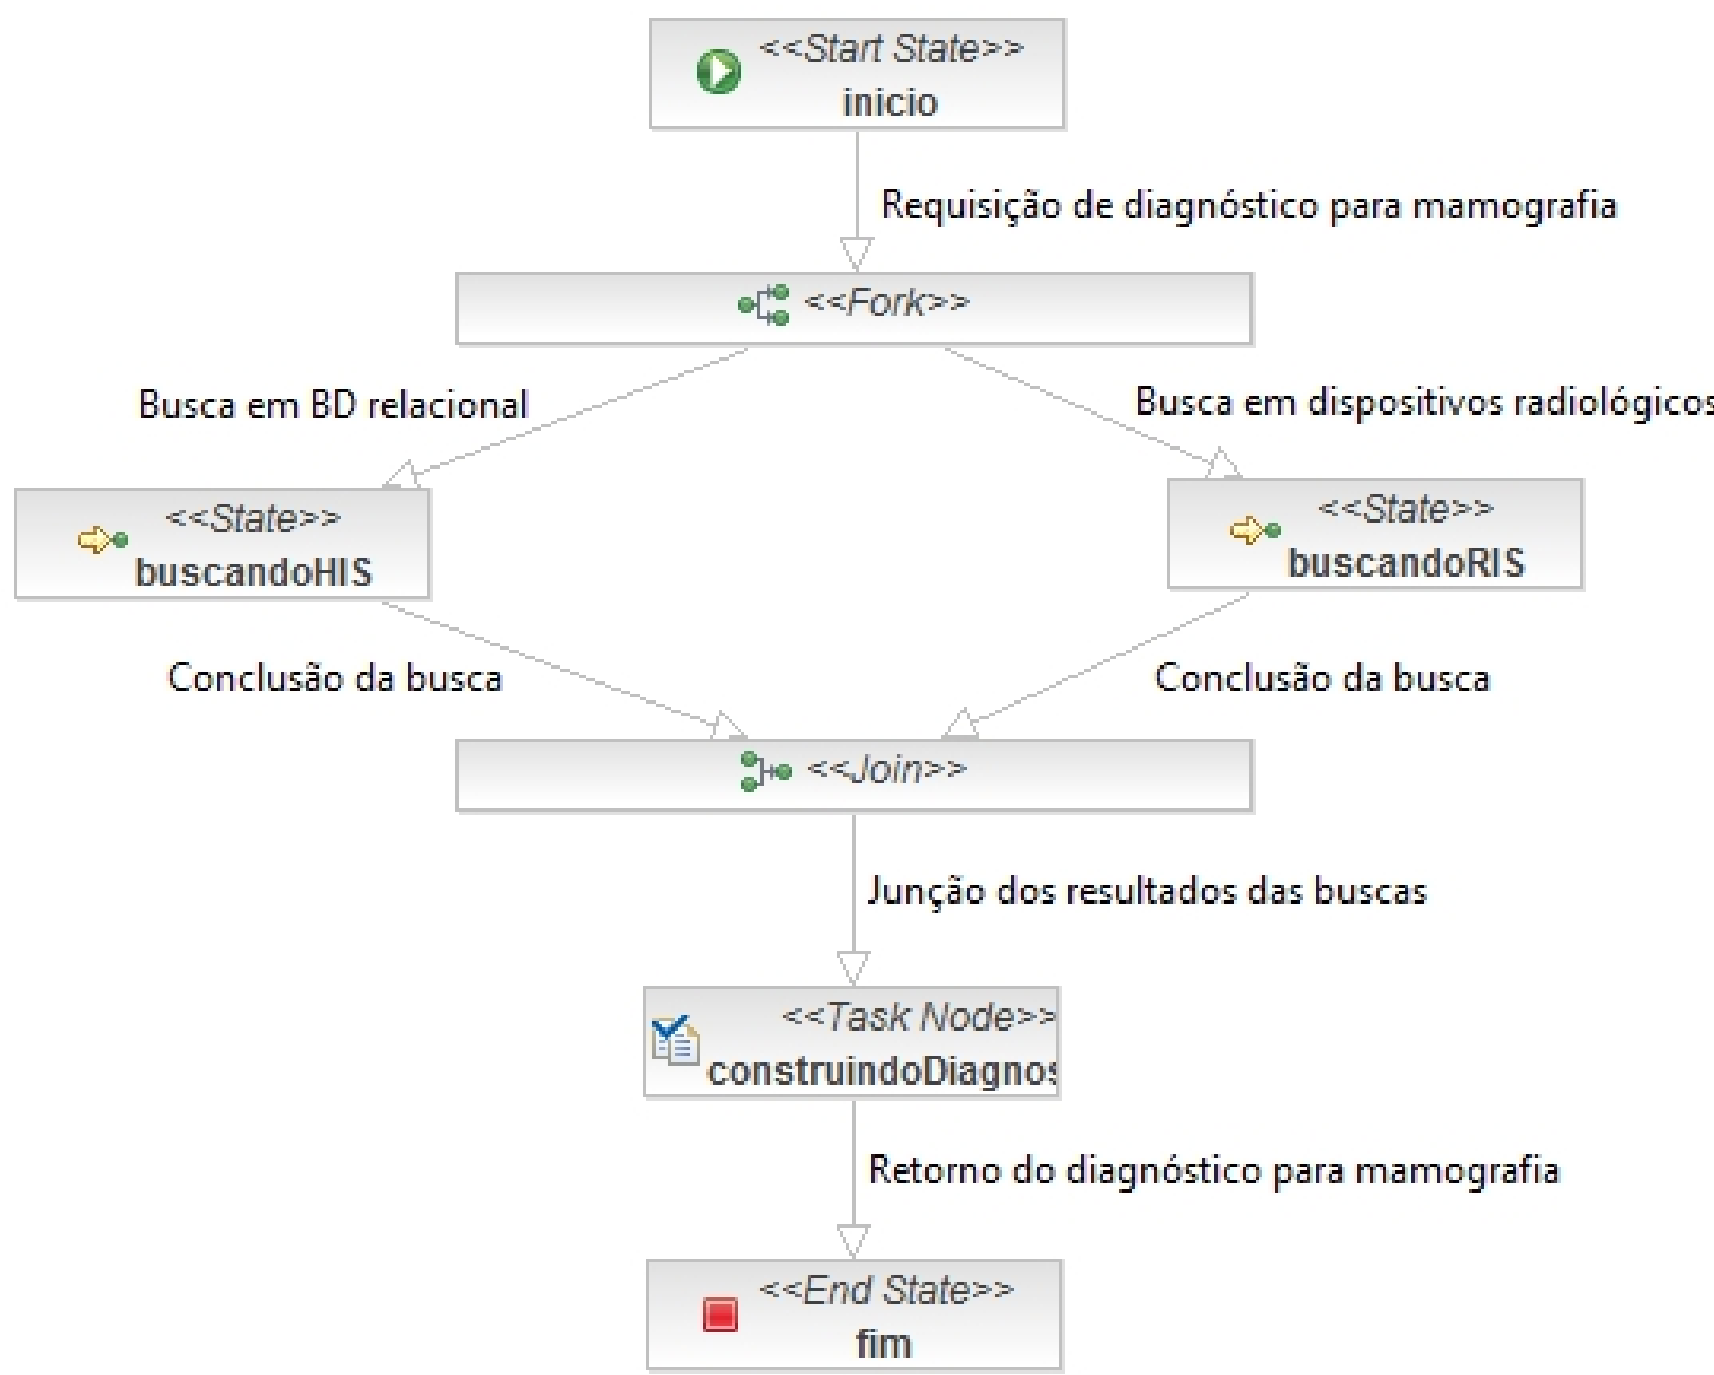 <<Start State>>
inicio
Requisição de diagnóstico para mamografia
<<Fork>>
Busca em BD relacional
Busca em dispositivos radiológicos
<<State>>
buscandoHIS
<<State>>
buscandoRIS
Conclusão da busca
Conclusão da busca
<<Join>>
Junção dos resultados das buscas
<<Task Node>>
construindoDiagnos
Retorno do diagnóstico para mamografia
<<End State>>
fim